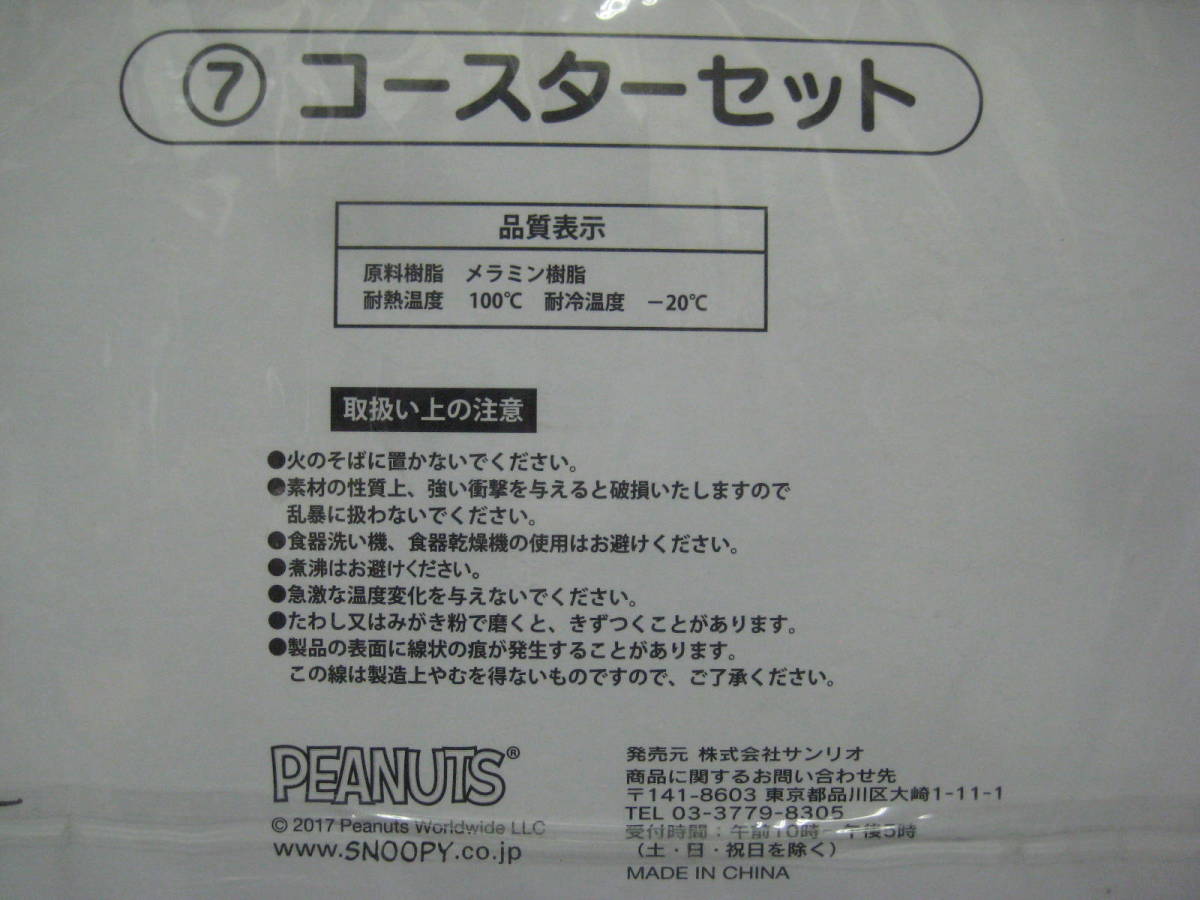 ⑦ コースターセット
品質表示
原料樹脂 メラミン樹脂
耐熱温度 100℃ 耐冷温度 －20℃
取扱い上の注意
●火のそばに置かないでください。
●素材の性質上、強い衝撃を与えると破損いたしますので
乱暴に扱わないでください。
●食器洗い機、食器乾燥機の使用はお避けください。
●煮沸はお避けください。
●急激な温度変化を与えないでください。
●たわし又はみがき粉で磨くと、きずつくことがあります。
●製品の表面に線状の痕が発生することがあります。
この線は製造上やむを得ないものですので、ご了承ください。
PEANUTS®
© 2017 Peanuts Worldwide LLC
www.SNOOPY.co.jp
発売元 株式会社サンリオ
商品に関するお問い合わせ先
〒141-8603 東京都品川区大崎1-11-1
TEL 03-3779-8305
受付時間：午前10時～午後5時
（土・日・祝日を除く）
MADE IN CHINA